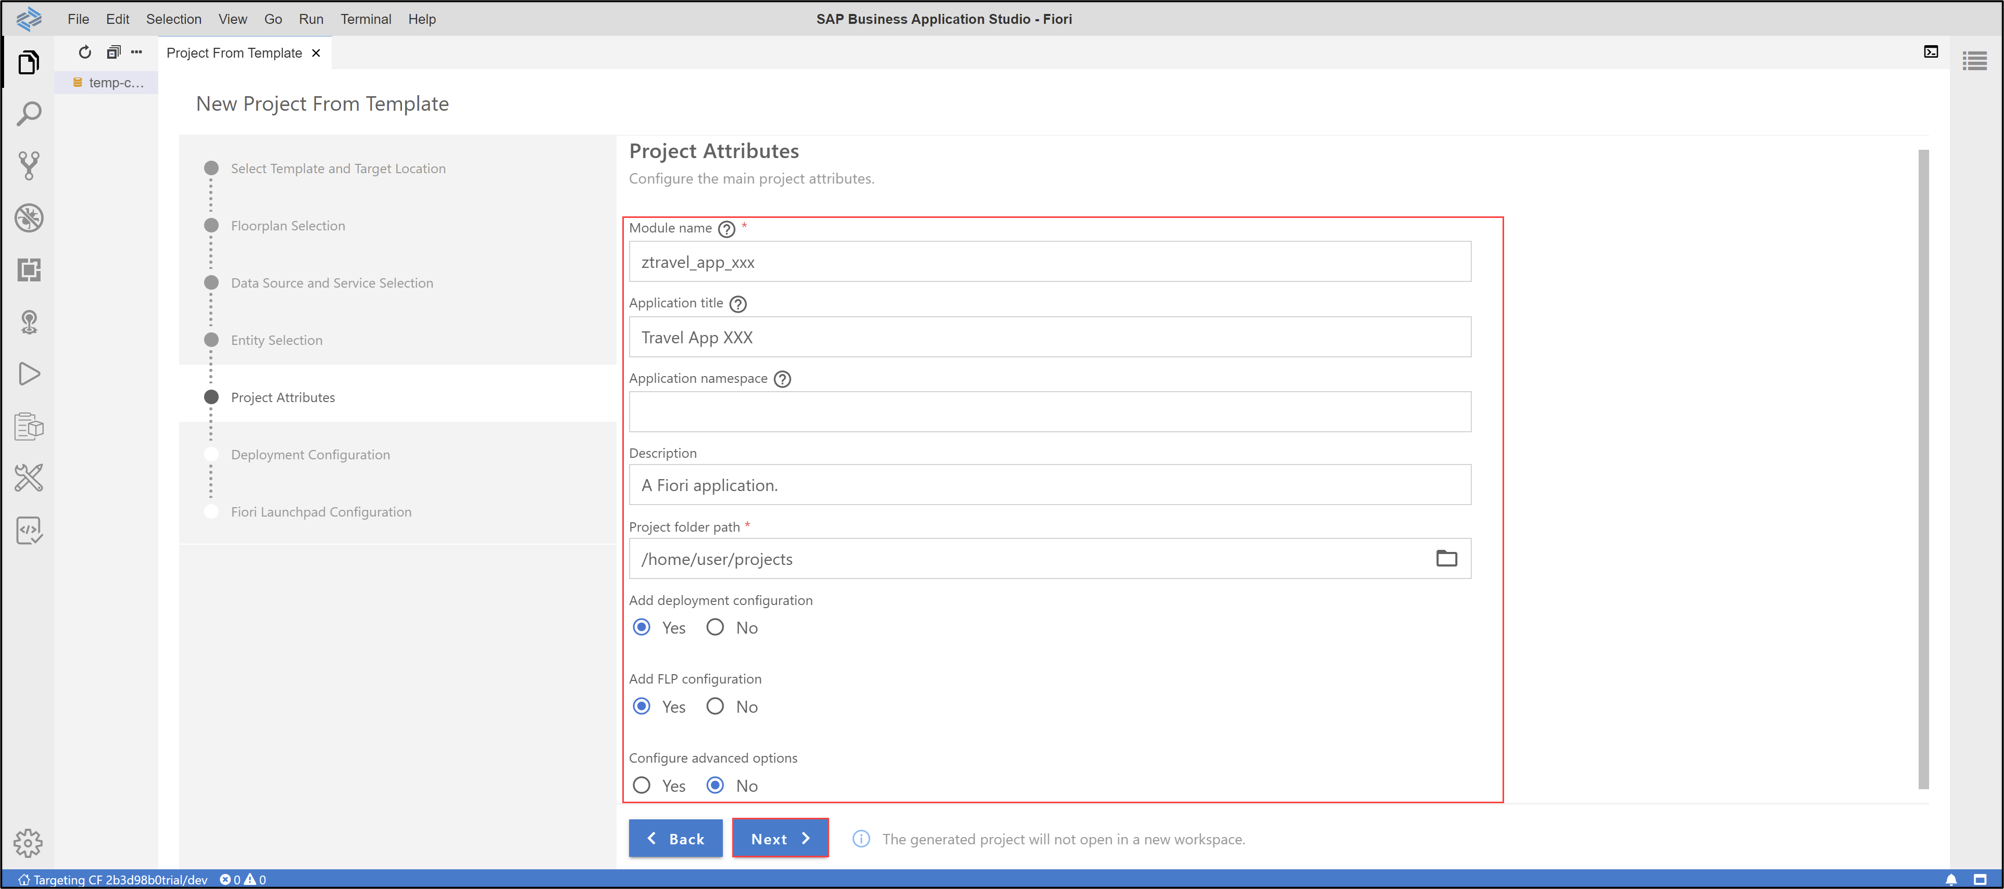 File Edit Selection View Go Run Terminal Help
SAP Business Application Studio - Fiori
Project From Template
temp-c...
New Project From Template
Select Template and Target Location
Floorplan Selection
Data Source and Service Selection
Entity Selection
Project Attributes
Deployment Configuration
Fiori Launchpad Configuration
Project Attributes
Configure the main project attributes.
Module name ? *
ztravel_app_xxx
Application title ?
Travel App XXX
Application namespace ?
Description
A Fiori application.
Project folder path *
/home/user/projects
Add deployment configuration
Yes No
Add FLP configuration
Yes No
Configure advanced options
Yes No
Back Next The generated project will not open in a new workspace.
Targeting CF 2b3d98b0trial/dev 0 0